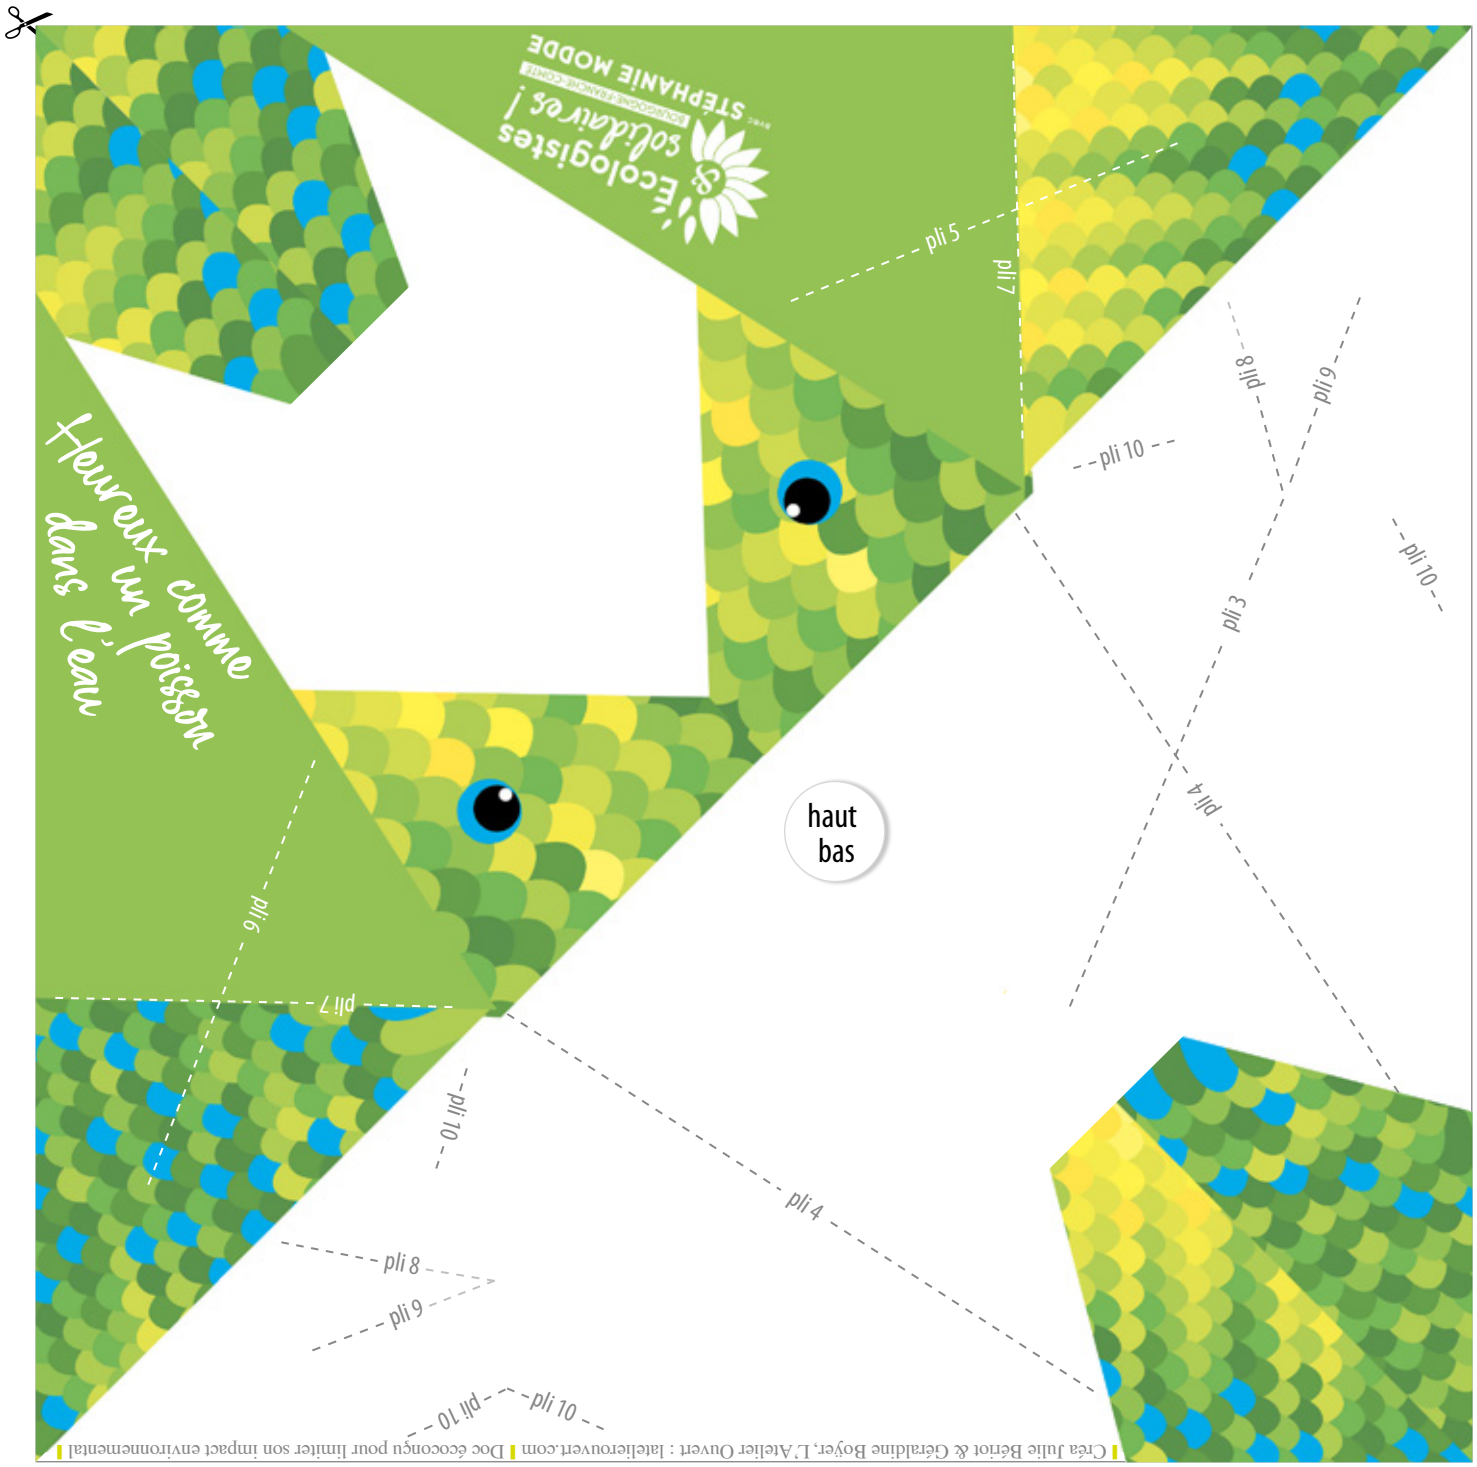 avec
STÉPHANIE MODDE
BOURGOGNE-FRANCHE-COMTÉ
Écologistes
& solidaires !
pli 5
pli 7
pli 8
pli 9
pli 10
pli 3
pli 10
Heureux comme
un poisson
dans l'eau
haut
bas
pli 4
pli 6
pli 7
pli 10
pli 4
pli 8
pli 9
pli 10
pli 10
Créa Julie Bériot & Géraldine Boÿer, L'Atelier Ouvert : latelierouvert.com
Doc écoconçu pour limiter son impact environnemental